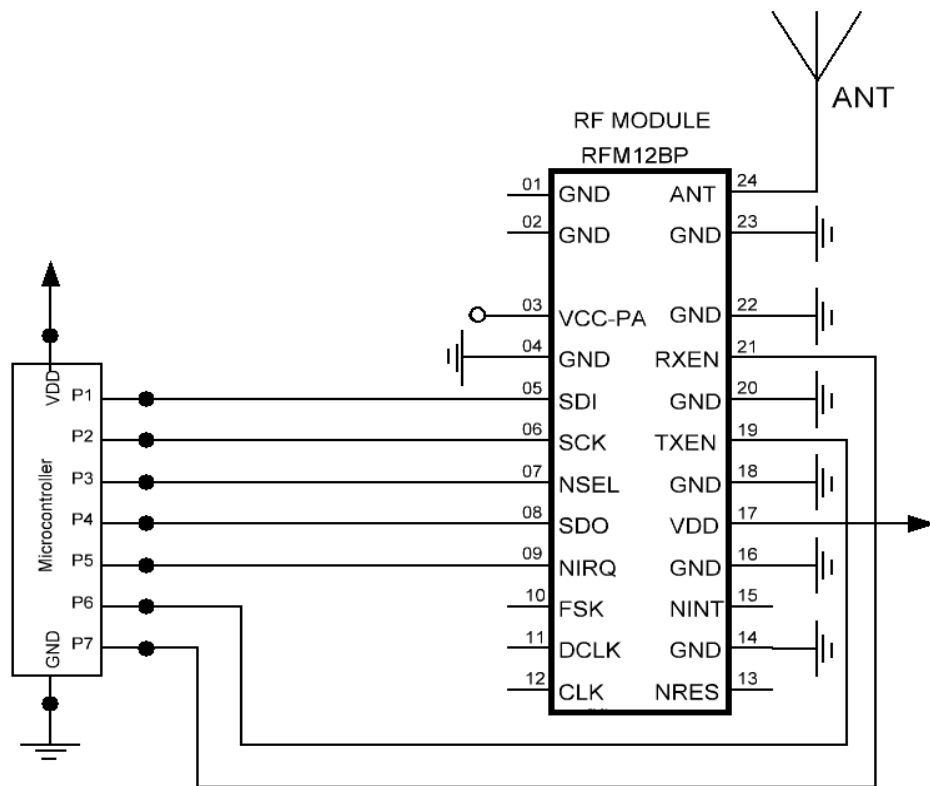 ANT
RF MODULE
RFM12BP
01 GND ANT 24
02 GND GND 23
03 VCC-PA GND 22
04 GND RXEN 21
VDD P1 05 SDI GND 20
P2 06 SCK TXEN 19
P3 07 NSEL GND 18
Microcontroller
P4 08 SDO VDD 17
P5 09 NIRQ GND 16
P6 10 FSK NINT 15
GND P7 11 DCLK GND 14
12 CLK NRES 13